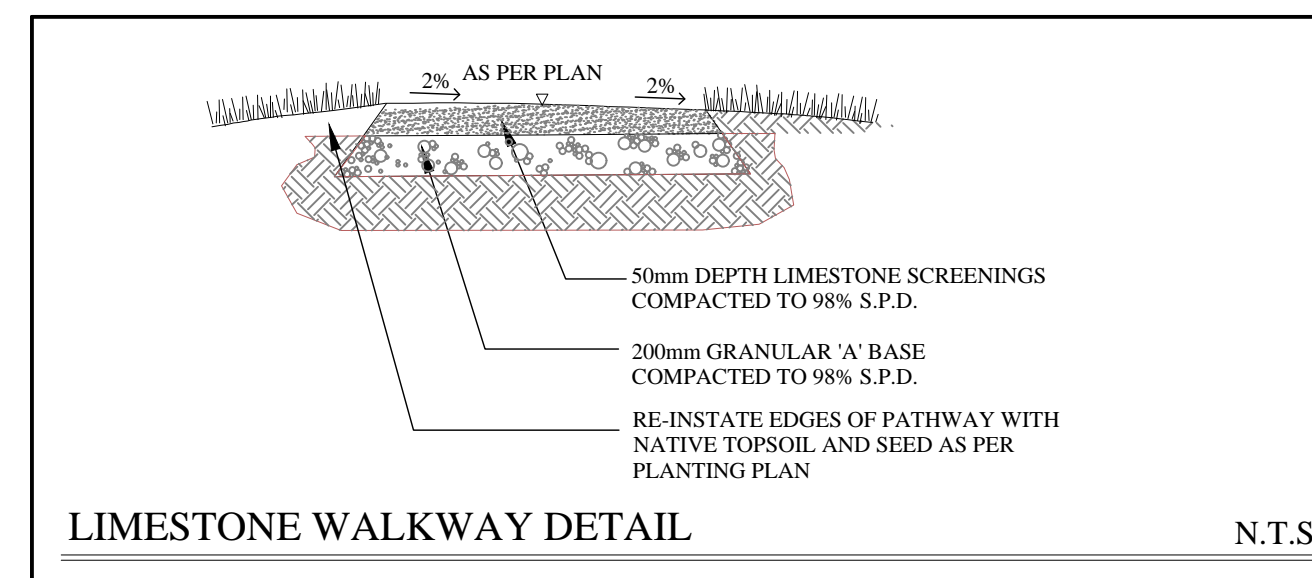 2% AS PER PLAN 2%
50mm DEPTH LIMESTONE SCREENINGS
COMPACTED TO 98% S.P.D.
200mm GRANULAR 'A' BASE
COMPACTED TO 98% S.P.D.
RE-INSTATE EDGES OF PATHWAY WITH
NATIVE TOPSOIL AND SEED AS PER
PLANTING PLAN
LIMESTONE WALKWAY DETAIL N.T.S